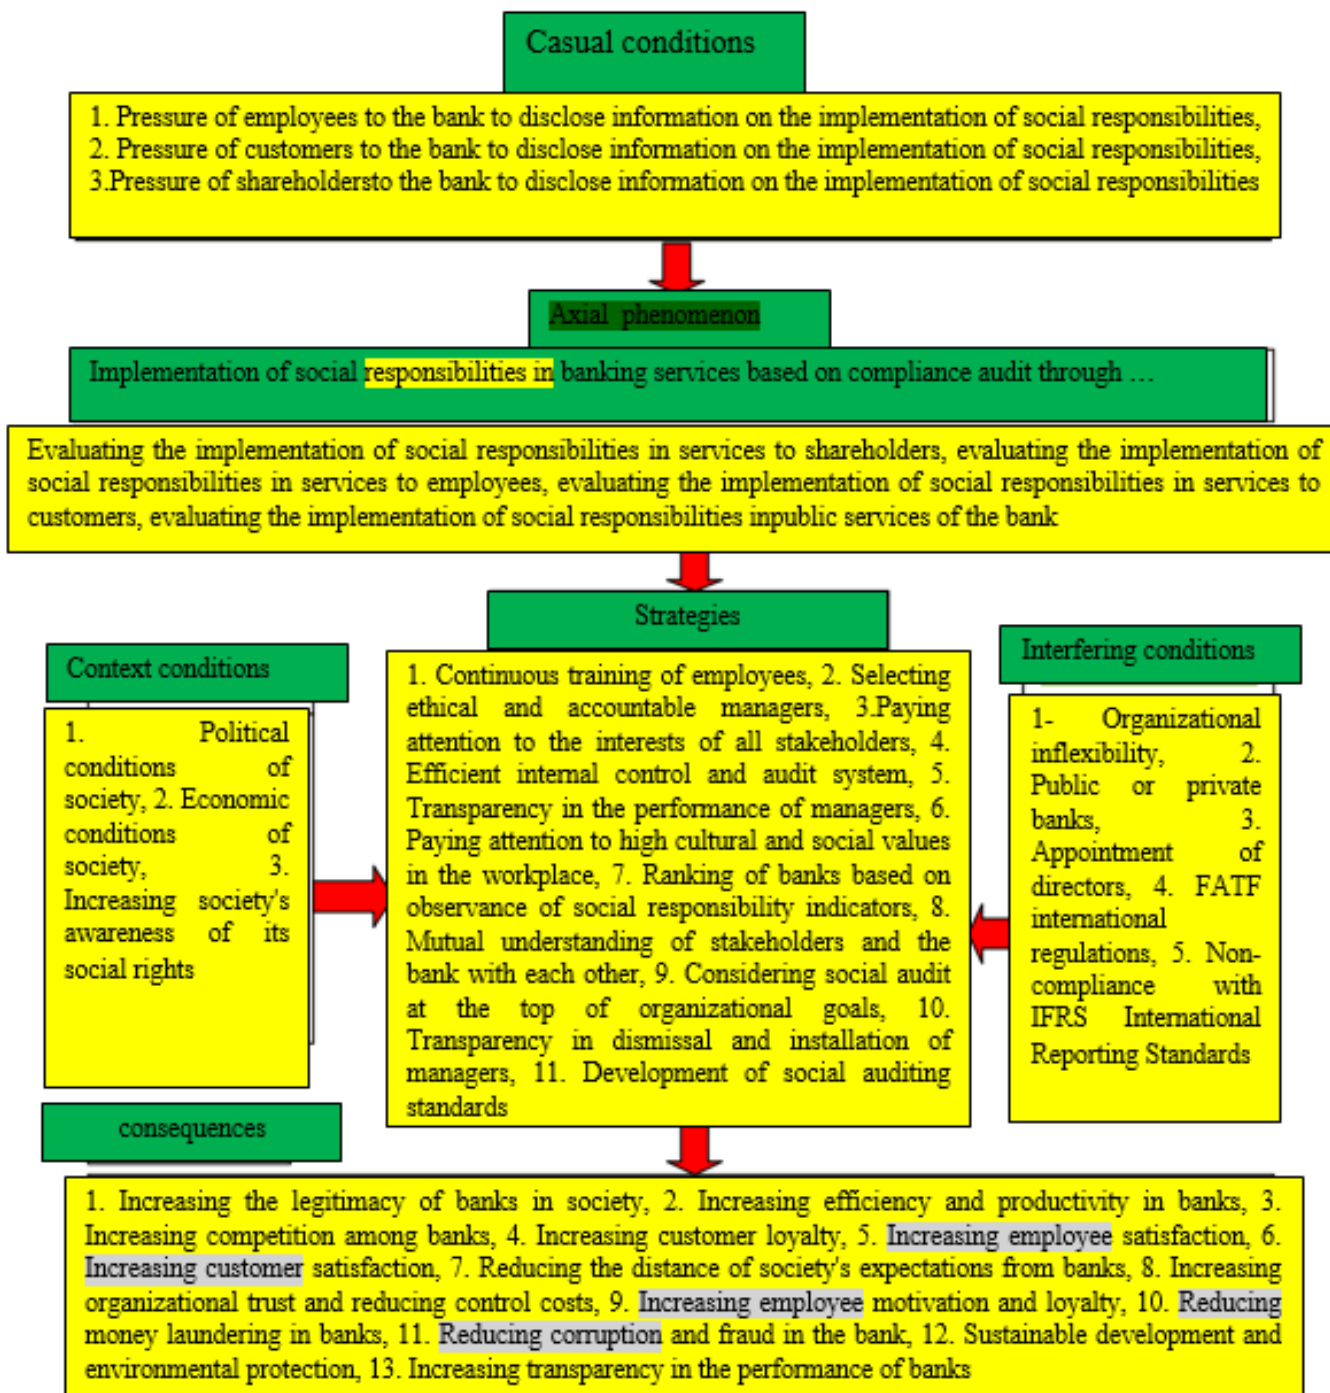 Casual conditions
1. Pressure of employees to the bank to disclose information on the implementation of social responsibilities,
2. Pressure of customers to the bank to disclose information on the implementation of social responsibilities,
3.Pressure of shareholdersto the bank to disclose information on the implementation of social responsibilities
Axial phenomenon
Implementation of social responsibilities in banking services based on compliance audit through …
Evaluating the implementation of social responsibilities in services to shareholders, evaluating the implementation of
social responsibilities in services to employees, evaluating the implementation of social responsibilities in services to
customers, evaluating the implementation of social responsibilities inpublic services of the bank
Strategies
1. Continuous training of employees, 2. Selecting
ethical and accountable managers, 3.Paying
attention to the interests of all stakeholders, 4.
Efficient internal control and audit system, 5.
Transparency in the performance of managers, 6.
Paying attention to high cultural and social values
in the workplace, 7. Ranking of banks based on
observance of social responsibility indicators, 8.
Mutual understanding of stakeholders and the
bank with each other, 9. Considering social audit
at the top of organizational goals, 10.
Transparency in dismissal and installation of
managers, 11. Development of social auditing
standards
Context conditions
1. Political
conditions of
society, 2. Economic
conditions of
society, 3.
Increasing society's
awareness of its
social rights
Interfering conditions
1- Organizational
inflexibility, 2.
Public or private
banks, 3.
Appointment of
directors, 4. FATF
international
regulations, 5. Non-
compliance with
IFRS International
Reporting Standards
consequences
1. Increasing the legitimacy of banks in society, 2. Increasing efficiency and productivity in banks, 3.
Increasing competition among banks, 4. Increasing customer loyalty, 5. Increasing employee satisfaction, 6.
Increasing customer satisfaction, 7. Reducing the distance of society's expectations from banks, 8. Increasing
organizational trust and reducing control costs, 9. Increasing employee motivation and loyalty, 10. Reducing
money laundering in banks, 11. Reducing corruption and fraud in the bank, 12. Sustainable development and
environmental protection, 13. Increasing transparency in the performance of banks